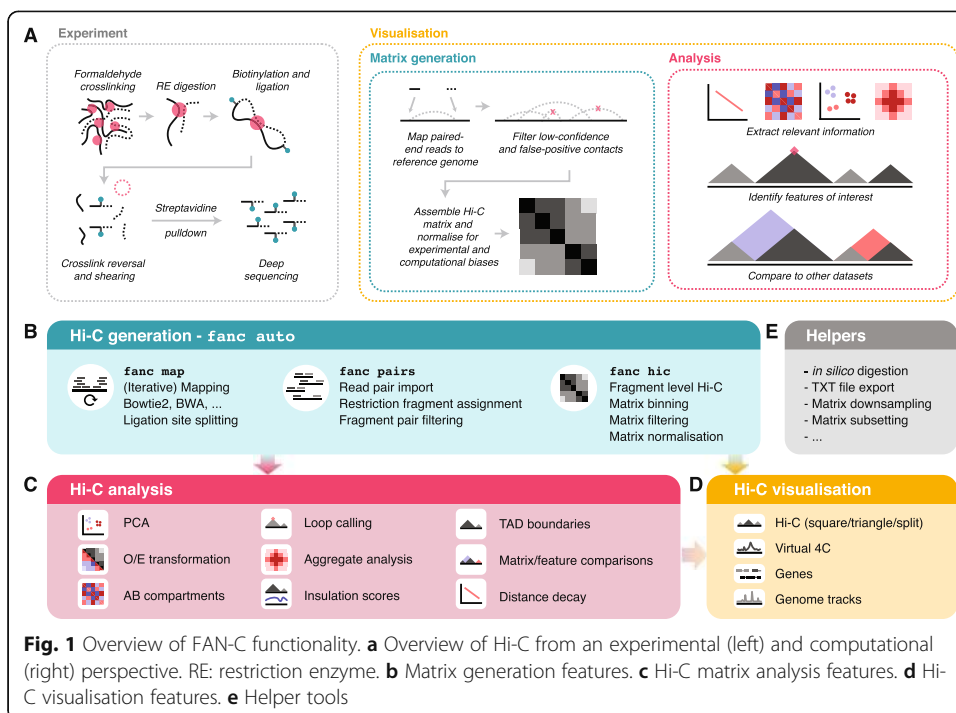 A
Experiment
Formaldehyde
crosslinking
RE digestion
Biotinylation and
ligation
Streptavidine
pulldown
Crosslink reversal
and shearing
Deep
sequencing
Visualisation
Matrix generation
Map paired-
end reads to
reference genome
Filter low-confidence
and false-positive contacts
Assemble Hi-C
matrix and
normalise for
experimental and
computational biases
Analysis
Extract relevant information
Identify features of interest
Compare to other datasets
B
Hi-C generation - fanc auto
fanc map
(Iterative) Mapping
Bowtie2, BWA, ...
Ligation site splitting
fanc pairs
Read pair import
Restriction fragment assignment
Fragment pair filtering
fanc hic
Fragment level Hi-C
Matrix binning
Matrix filtering
Matrix normalisation
E
Helpers
- in silico digestion
- TXT file export
- Matrix downsampling
- Matrix subsetting
- ...
C
Hi-C analysis
PCA
O/E transformation
AB compartments
Loop calling
Aggregate analysis
Insulation scores
TAD boundaries
Matrix/feature comparisons
Distance decay
D
Hi-C visualisation
Hi-C (square/triangle/split)
Virtual 4C
Genes
Genome tracks
Fig. 1 Overview of FAN-C functionality. a Overview of Hi-C from an experimental (left) and computational
(right) perspective. RE: restriction enzyme. b Matrix generation features. c Hi-C matrix analysis features. d Hi-
C visualisation features. e Helper tools